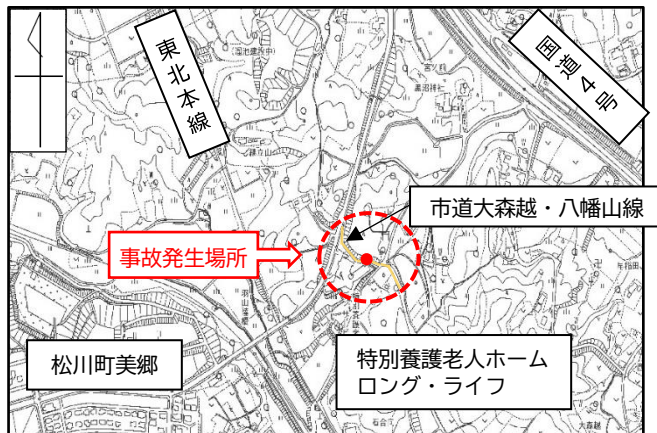 東北本線
国道４号
市道大森越・八幡山線
事故発生場所
松川町美郷
特別養護老人ホーム
ロング・ライフ